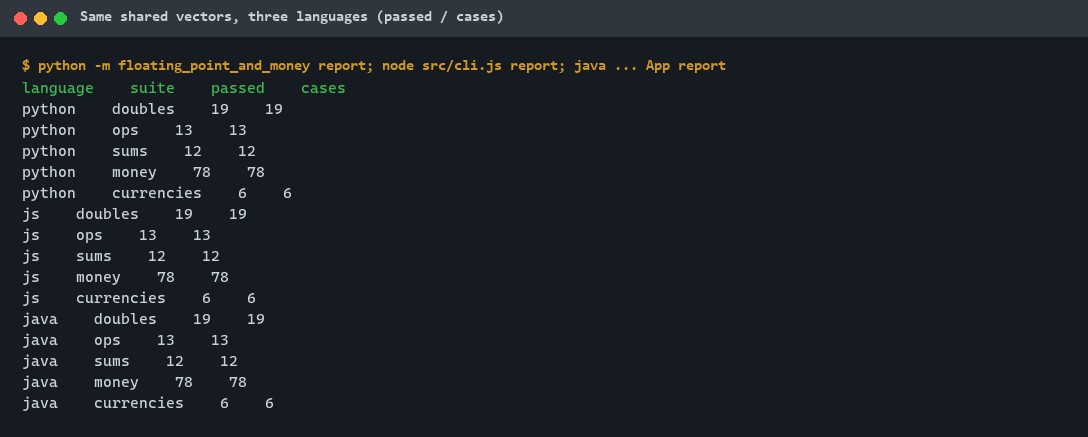 Same shared vectors, three languages (passed / cases)
$ python -m floating_point_and_money report; node src/cli.js report; java ... App report
language    suite    passed    cases
python    doubles    19    19
python    ops    13    13
python    sums    12    12
python    money    78    78
python    currencies    6    6
js    doubles    19    19
js    ops    13    13
js    sums    12    12
js    money    78    78
js    currencies    6    6
java    doubles    19    19
java    ops    13    13
java    sums    12    12
java    money    78    78
java    currencies    6    6